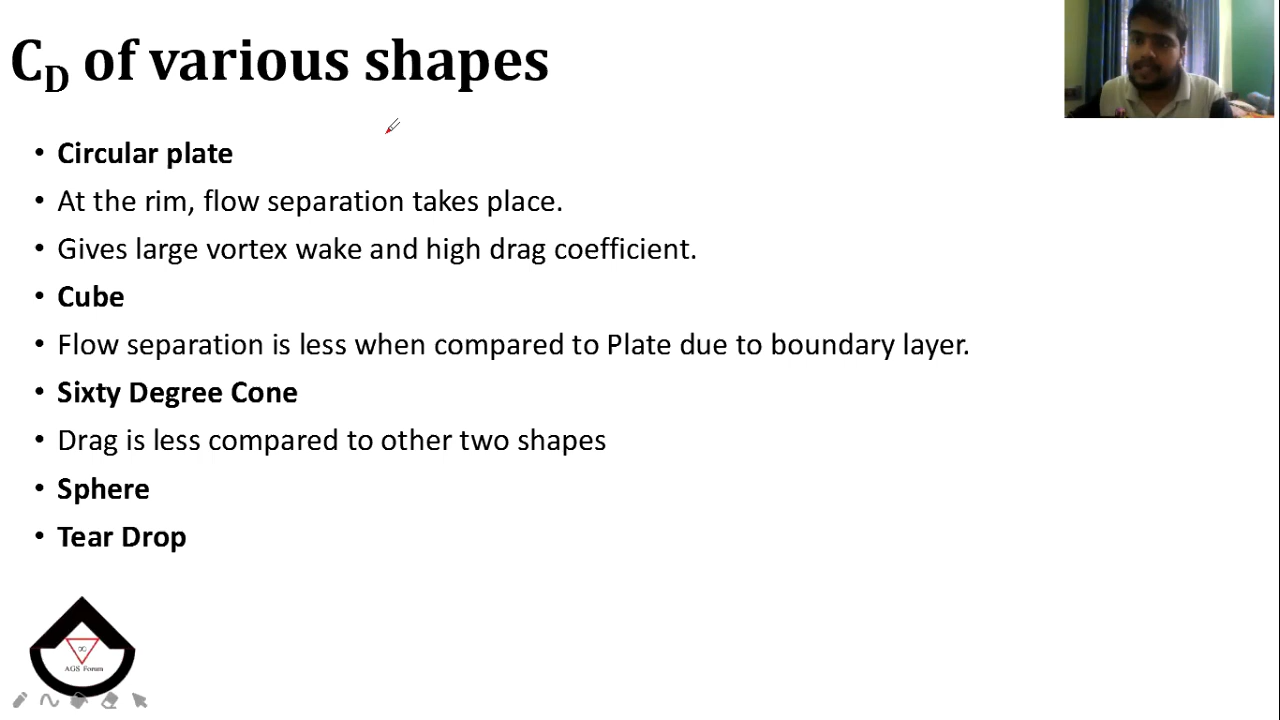 C_D of various shapes
• Circular plate
• At the rim, flow separation takes place.
• Gives large vortex wake and high drag coefficient.
• Cube
• Flow separation is less when compared to Plate due to boundary layer.
• Sixty Degree Cone
• Drag is less compared to other two shapes
• Sphere
• Tear Drop
∞
AGS Forum